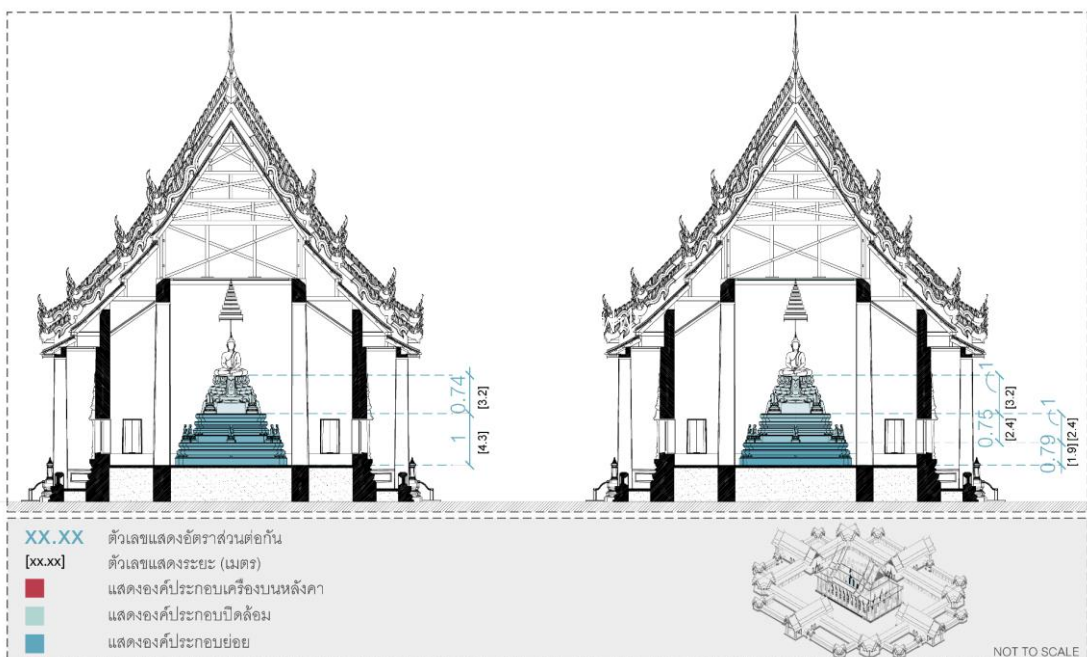 0.74
[3.2]
1
[4.3]
1
[3.2]
0.75
[2.4]
1
[2.4]
0.79
[1.9]
XX.XX ตัวเลขแสดงอัตราส่วนต่อกัน
[xx.xx] ตัวเลขแสดงระยะ (เมตร)
แสดงองค์ประกอบเครื่องบนหลังคา
แสดงองค์ประกอบปิดล้อม
แสดงองค์ประกอบย่อย
NOT TO SCALE